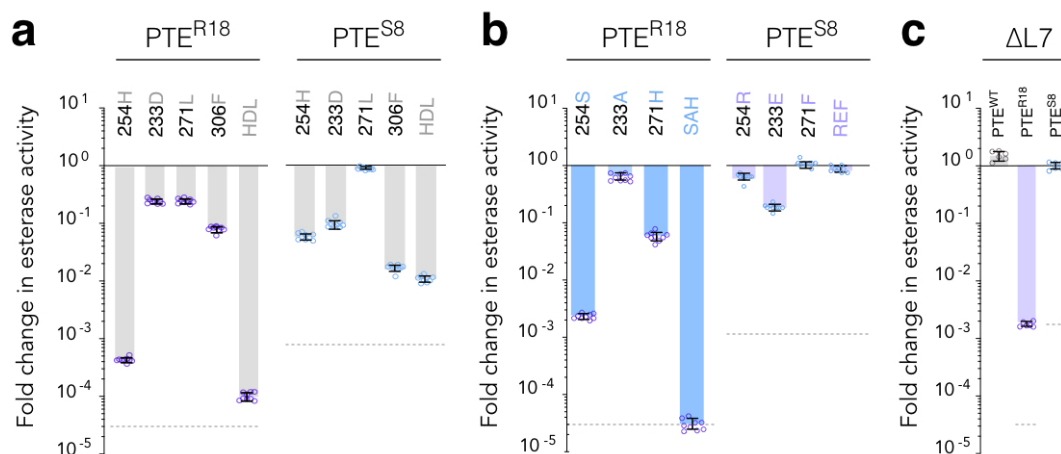 a
PTE^R18
PTE^S8
Fold change in esterase activity
10^1
10^0
10^-1
10^-2
10^-3
10^-4
10^-5
254H
233D
271L
306F
HDL
254H
233D
271L
306F
HDL
b
PTE^R18
PTE^S8
Fold change in esterase activity
10^1
10^0
10^-1
10^-2
10^-3
10^-4
10^-5
254S
233A
271H
SAH
254R
233E
271F
REF
c
ΔL7
Fold change in esterase activity
10^1
10^0
10^-1
10^-2
10^-3
10^-4
10^-5
PTE^WT
PTE^R18
PTE^S8